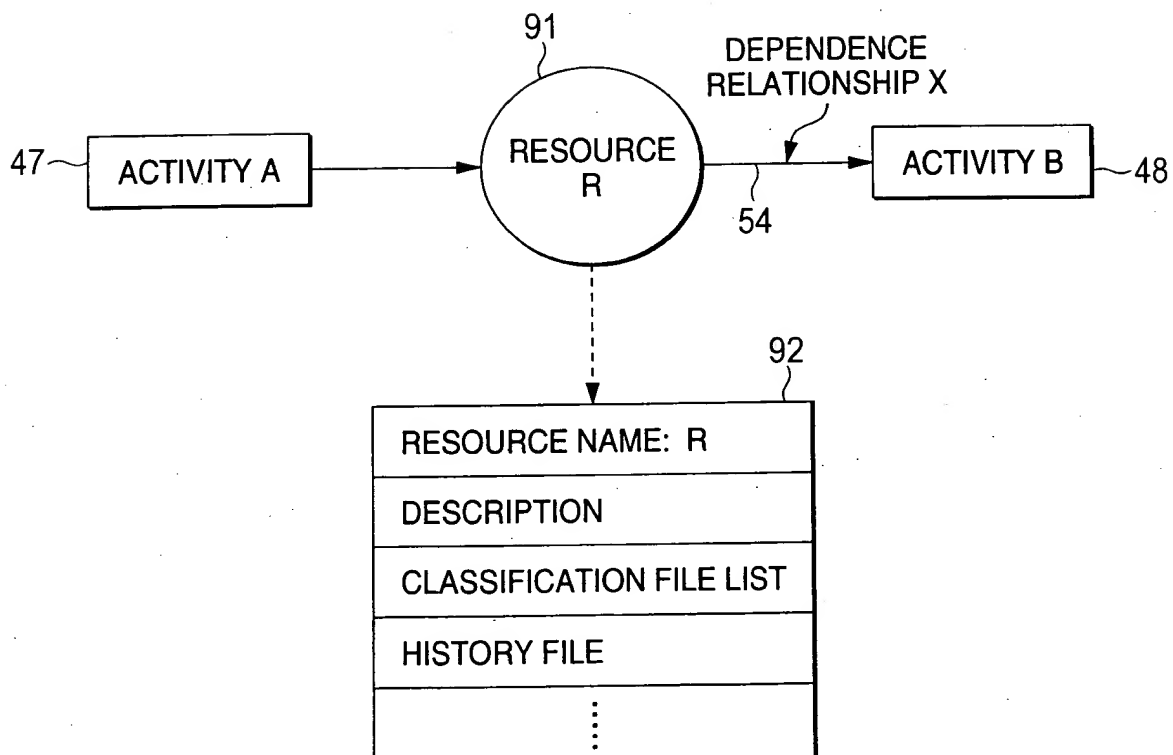 91
DEPENDENCE
RELATIONSHIP X
47
ACTIVITY A
RESOURCE
R
54
ACTIVITY B
48
92
RESOURCE NAME: R
DESCRIPTION
CLASSIFICATION FILE LIST
HISTORY FILE